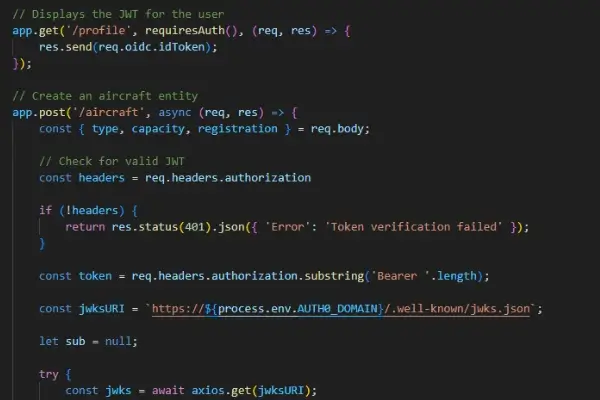 // Displays the JWT for the user
app.get('/profile', requiresAuth(), (req, res) => {
    res.send(req.oidc.idToken);
});

// Create an aircraft entity
app.post('/aircraft', async (req, res) => {
    const { type, capacity, registration } = req.body;

    // Check for valid JWT
    const headers = req.headers.authorization

    if (!headers) {
        return res.status(401).json({ 'Error': 'Token verification failed' });
    }

    const token = req.headers.authorization.substring('Bearer '.length);

    const jwksURI = `https://${process.env.AUTH0_DOMAIN}/.well-known/jwks.json`;

    let sub = null;

    try {
        const jwks = await axios.get(jwksURI);